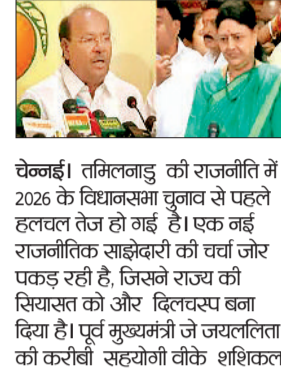 चेन्नई। तमिलनाडु की राजनीति में
2026 के विधानसभा चुनाव से पहले
हलचल तेज हो गई है। एक नई
राजनीतिक साझेदारी की चर्चा जोर
पकड़ रही है, जिसने राज्य की
सियासत को और दिलचस्प बना
दिया है। पूर्व मुख्यमंत्री जे जयललिता
की करीबी सहयोगी वीके शशिकल